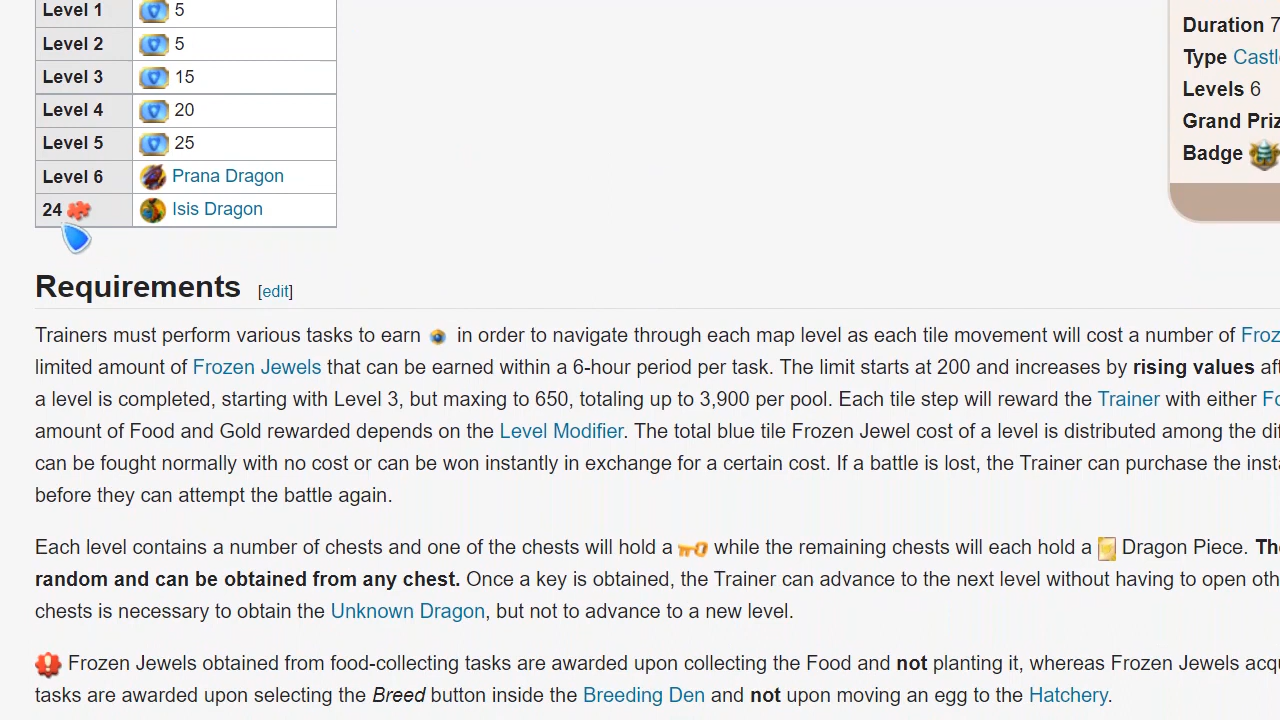 Level 1 5
Level 2 5
Level 3 15
Level 4 20
Level 5 25
Level 6 Prana Dragon
24 Isis Dragon
Duration 7
Type Castl
Levels 6
Grand Priz
Badge
Requirements [edit]
Trainers must perform various tasks to earn in order to navigate through each map level as each tile movement will cost a number of Froz
limited amount of Frozen Jewels that can be earned within a 6-hour period per task. The limit starts at 200 and increases by rising values aft
a level is completed, starting with Level 3, but maxing to 650, totaling up to 3,900 per pool. Each tile step will reward the Trainer with either Fo
amount of Food and Gold rewarded depends on the Level Modifier. The total blue tile Frozen Jewel cost of a level is distributed among the dif
can be fought normally with no cost or can be won instantly in exchange for a certain cost. If a battle is lost, the Trainer can purchase the insta
before they can attempt the battle again.
Each level contains a number of chests and one of the chests will hold a while the remaining chests will each hold a Dragon Piece. The
random and can be obtained from any chest. Once a key is obtained, the Trainer can advance to the next level without having to open oth
chests is necessary to obtain the Unknown Dragon, but not to advance to a new level.
Frozen Jewels obtained from food-collecting tasks are awarded upon collecting the Food and not planting it, whereas Frozen Jewels acqu
tasks are awarded upon selecting the Breed button inside the Breeding Den and not upon moving an egg to the Hatchery.